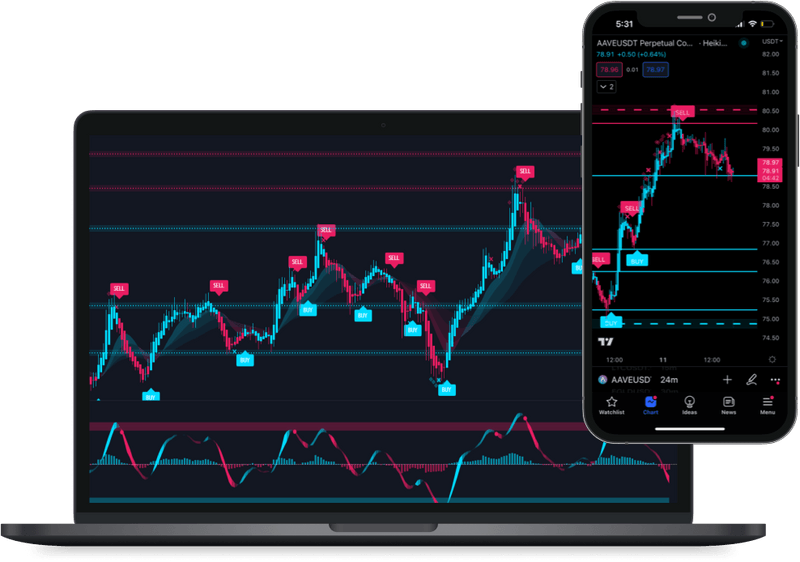 SELL
SELL
SELL
SELL
SELL
SELL
SELL
BUY
BUY
BUY
BUY
BUY
BUY
BUY
5:31
AAVEUSDT Perpetual Co... · Heiki...
USDT
78.91 +0.50 (+0.64%)
78.96 0.01 78.97
2
82.00
81.50
81.00
80.50
80.00
79.50
78.97
78.91
04:42
78.50
78.00
77.50
77.00
76.50
76.00
75.50
75.00
74.50
SELL
SELL
BUY
SELL
BUY
12:00 11 12:00
AAVEUSD 24m
Watchlist Chart Ideas News Menu